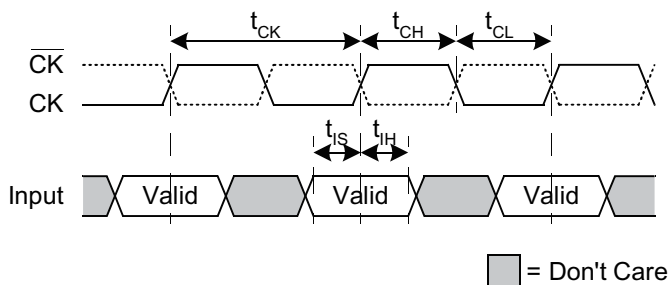 tCK tCH tCL
CK
CK
tIS tIH
Input Valid Valid Valid
= Don't Care